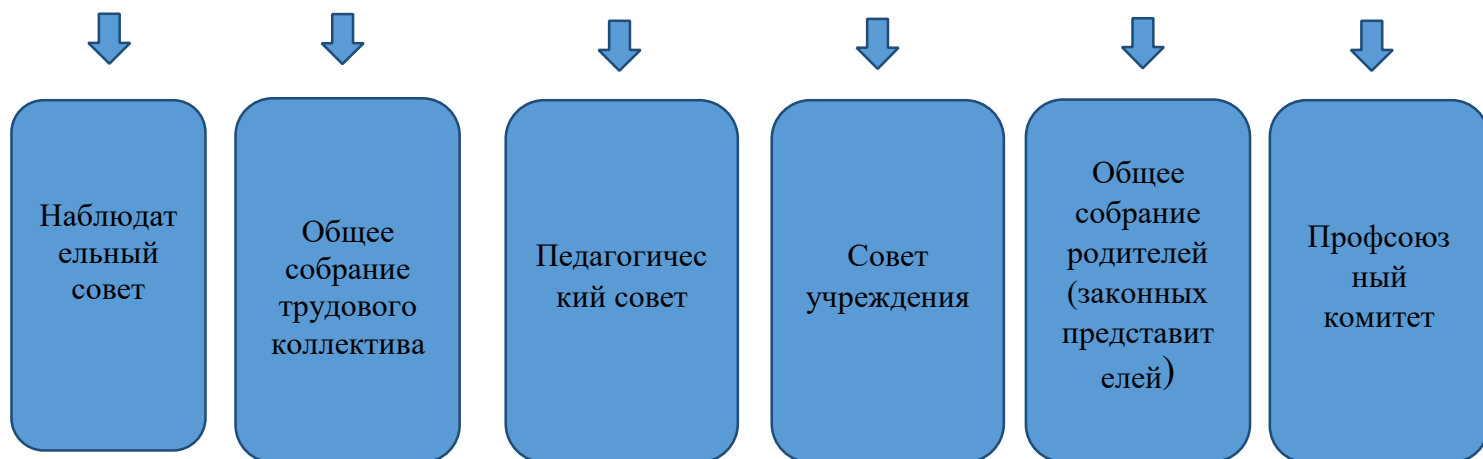 Наблюдат
ельный
совет
Общее
собрание
трудового
коллектива
Педагогичес
кий совет
Совет
учреждения
Общее
собрание
родителей
(законных
представит
елей)
Профсоюз
ный
комитет